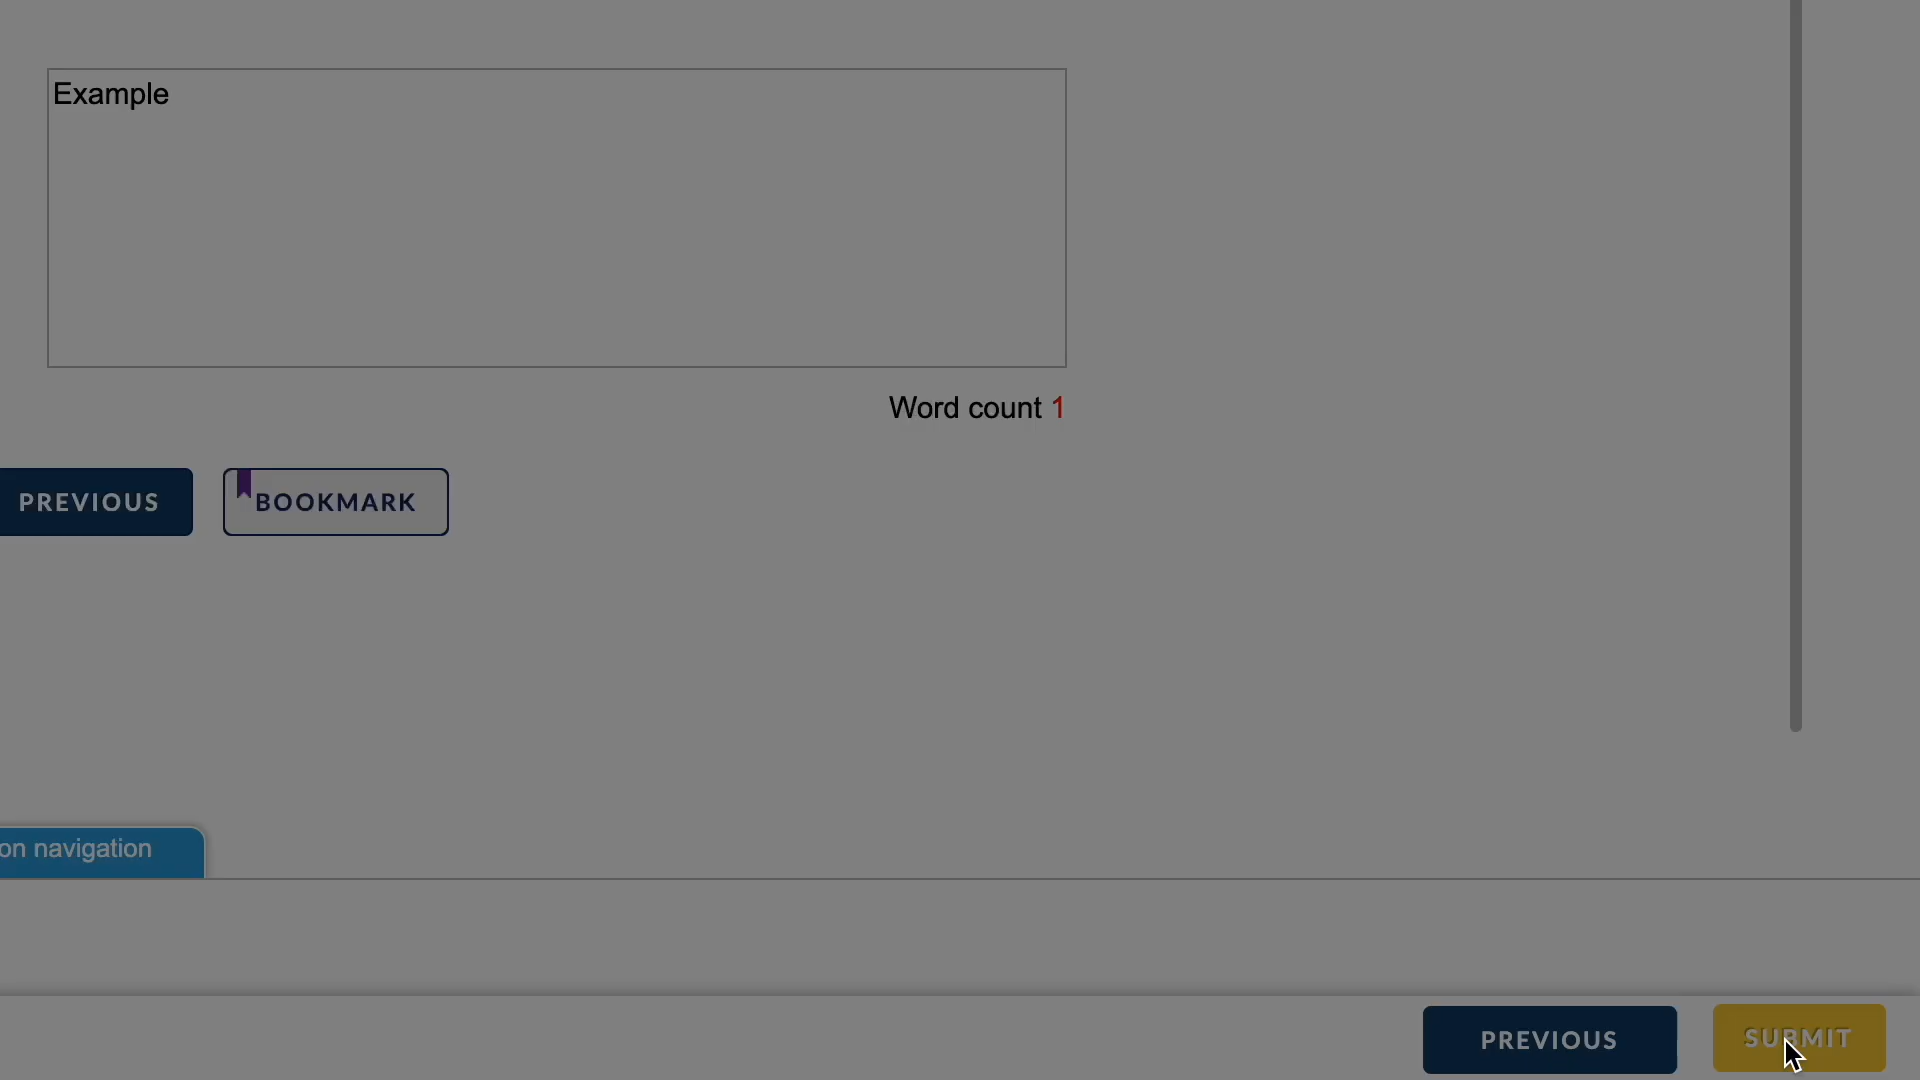 Example
Word count 1
PREVIOUS
BOOKMARK
on navigation
PREVIOUS
SUBMIT